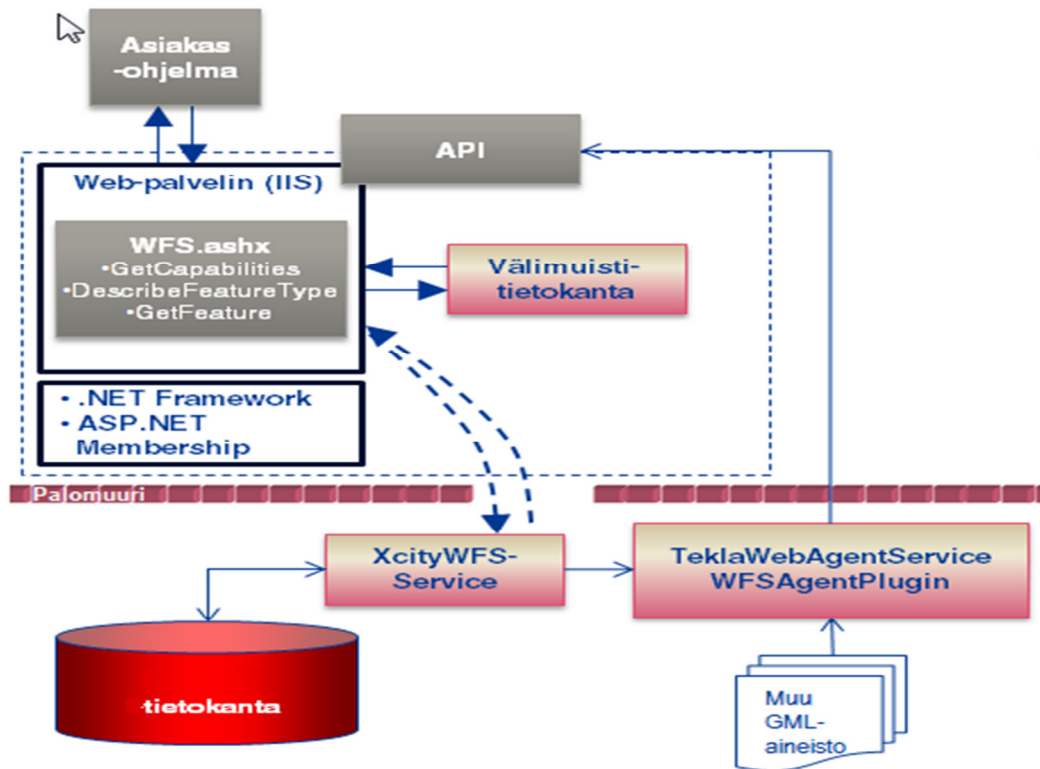 Asiakas
-ohjelma
API
Web-palvelin (IIS)
WFS.ashx
•GetCapabilities
•DescribeFeatureType
•GetFeature
Välimuisti-
tietokanta
• .NET Framework
• ASP.NET
Membership
Palomuuri
XcityWFS-
Service
TeklaWebAgentService
WFSAgentPlugin
-tietokanta
Muu
GML-
aineisto